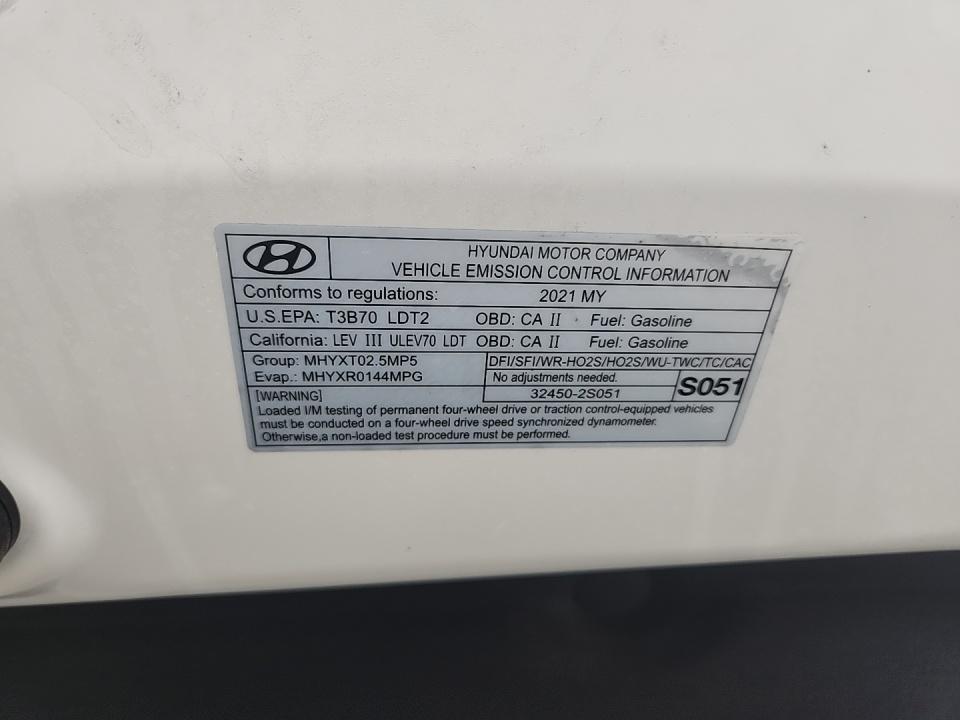 HYUNDAI MOTOR COMPANY
VEHICLE EMISSION CONTROL INFORMATION
Conforms to regulations: 2021 MY
U.S.EPA: T3B70 LDT2 OBD: CA II Fuel: Gasoline
California: LEV III ULEV70 LDT OBD: CA II Fuel: Gasoline
Group: MHYXT02.5MP5 DFI/SFI/WR-HO2S/HO2S/WU-TWC/TC/CAC
Evap.: MHYXR0144MPG No adjustments needed. S051
[WARNING] 32450-2S051
Loaded I/M testing of permanent four-wheel drive or traction control-equipped vehicles
must be conducted on a four-wheel drive speed synchronized dynamometer.
Otherwise,a non-loaded test procedure must be performed.